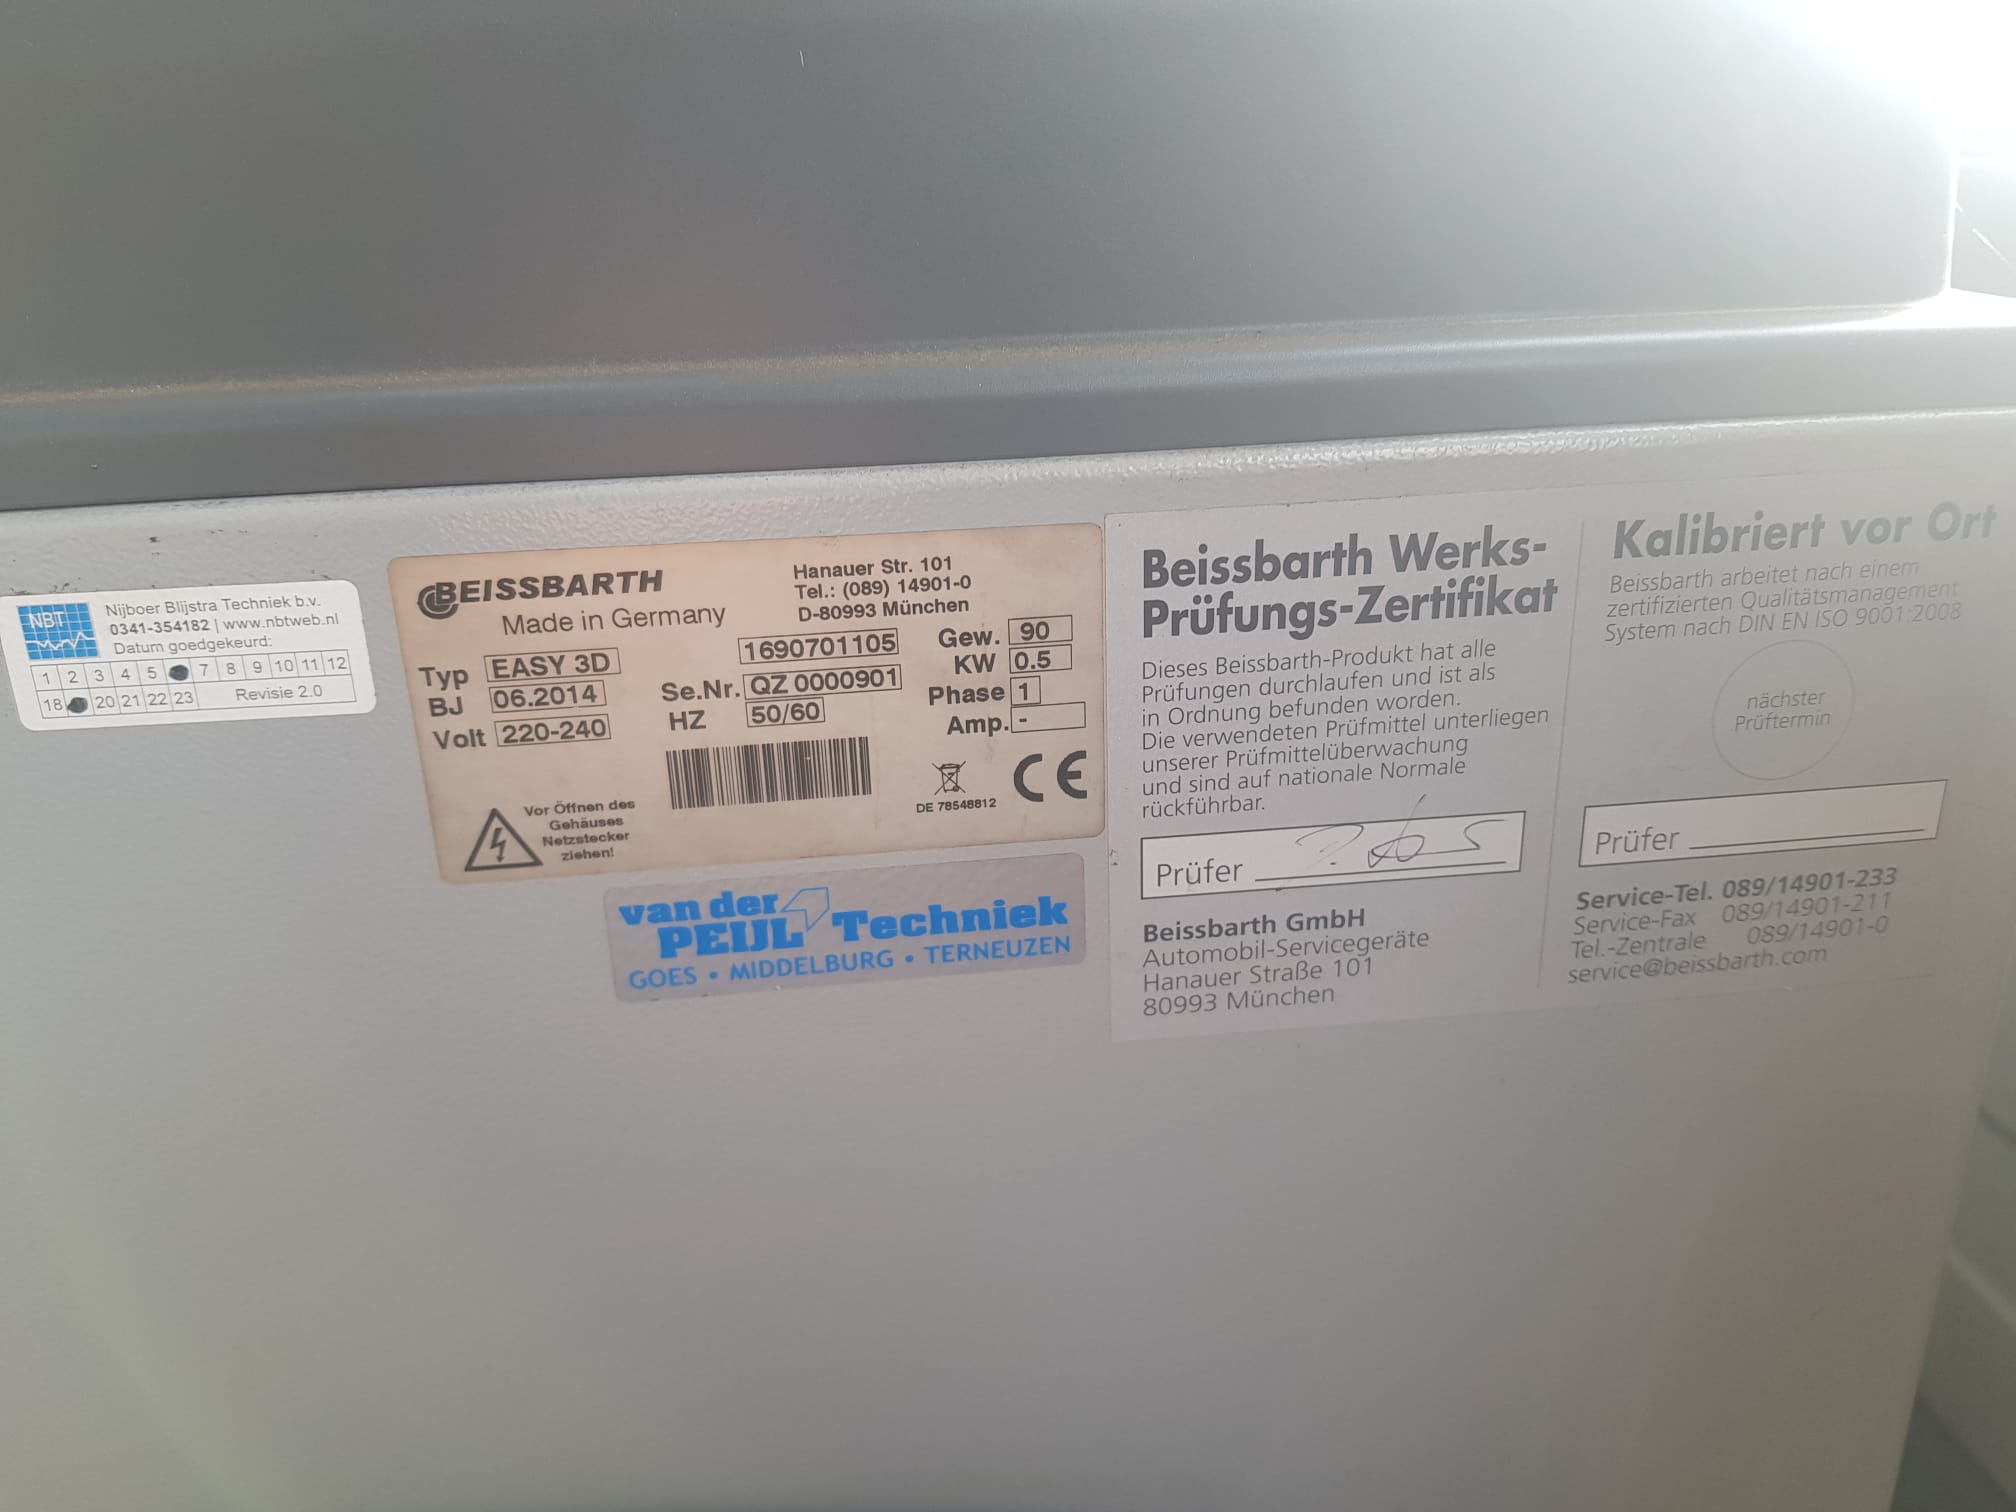 NBT
Nijboer Blijstra Techniek b.v.
0341-354182 | www.nbtweb.nl
Datum goedgekeurd:
1 2 3 4 5 7 8 9 10 11 12
18 20 21 22 23 Revisie 2.0
BEISSBARTH
Made in Germany
Hanauer Str. 101
Tel.: (089) 14901-0
D-80993 München
Typ EASY 3D
BJ 06.2014
Volt 220-240
1690701105
Se.Nr. QZ 0000901
HZ 50/60
Gew. 90
KW 0.5
Phase 1
Amp. -
Vor Öffnen des
Gehäuses
Netzstecker
ziehen!
DE 78548812
CE
van der
PEIJL Techniek
GOES • MIDDELBURG • TERNEUZEN
Beissbarth Werks-
Prüfungs-Zertifikat
Dieses Beissbarth-Produkt hat alle
Prüfungen durchlaufen und ist als
in Ordnung befunden worden.
Die verwendeten Prüfmittel unterliegen
unserer Prüfmittelüberwachung
und sind auf nationale Normale
rückführbar.
Prüfer
Beissbarth GmbH
Automobil-Servicegeräte
Hanauer Straße 101
80993 München
Kalibriert vor Ort
Beissbarth arbeitet nach einem
zertifizierten Qualitätsmanagement
System nach DIN EN ISO 9001:2008
nächster
Prüftermin
Prüfer
Service-Tel. 089/14901-233
Service-Fax 089/14901-211
Tel.-Zentrale 089/14901-0
service@beissbarth.com